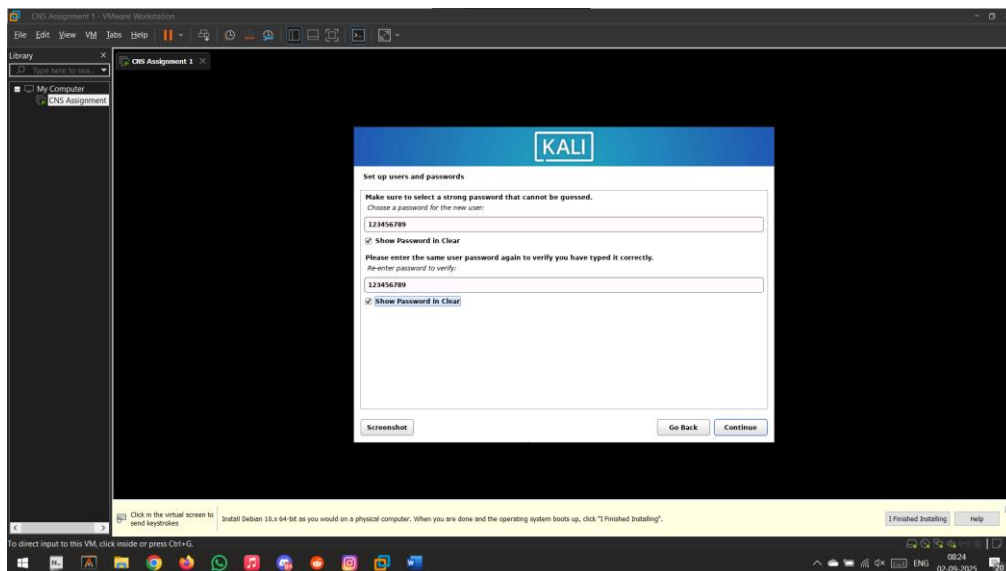 CNS Assignment 1 - VMware Workstation
File Edit View VM Tabs Help
Library
Type here to sea...
My Computer
CNS Assignment
CNS Assignment 1
KALI
Set up users and passwords
Make sure to select a strong password that cannot be guessed.
Choose a password for the new user:
123456789
Show Password in Clear
Please enter the same user password again to verify you have typed it correctly.
Re-enter password to verify:
123456789
Show Password in Clear
Screenshot
Go Back
Continue
Click in the virtual screen to
send keystrokes
Install Debian 10.x 64-bit as you would on a physical computer. When you are done and the operating system boots up, click "I Finished Installing".
I Finished Installing
Help
To direct input to this VM, click inside or press Ctrl+G.
ENG
08:24
02-09-2025